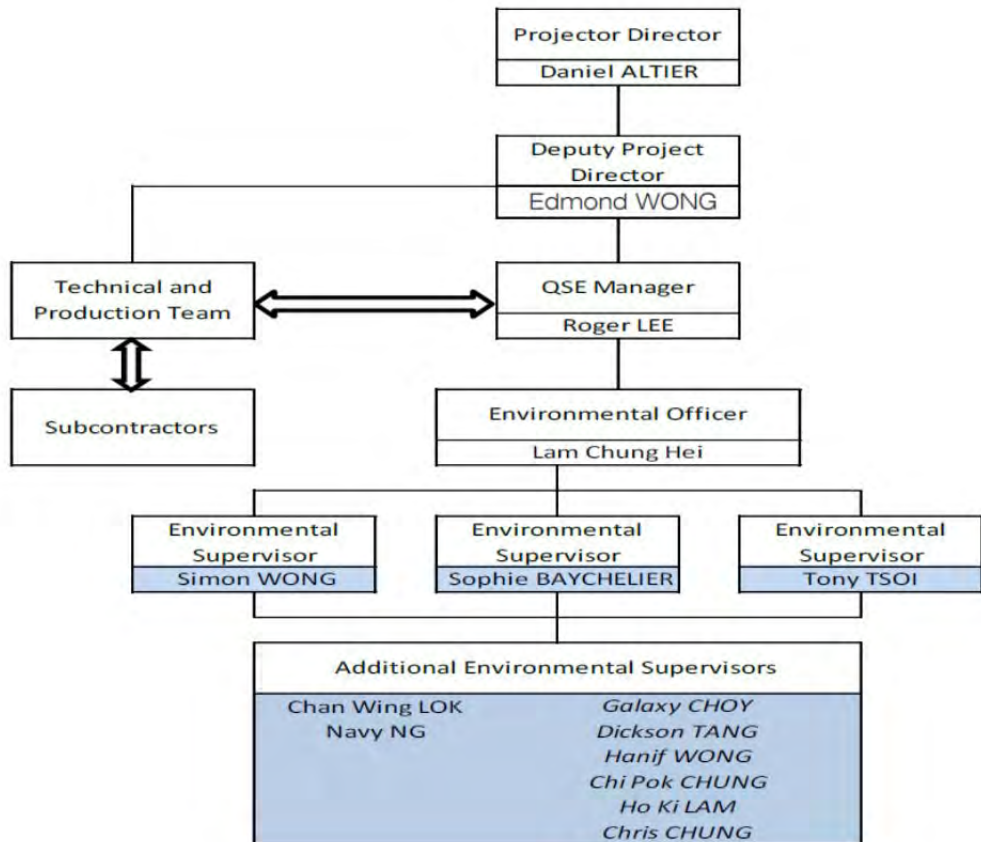 Projector Director
Daniel ALTIER
Deputy Project
Director
Edmond WONG
Technical and
Production Team
QSE Manager
Roger LEE
Subcontractors
Environmental Officer
Lam Chung Hei
Environmental
Supervisor
Simon WONG
Environmental
Supervisor
Sophie BAYCHELIER
Environmental
Supervisor
Tony TSOI
Additional Environmental Supervisors
Chan Wing LOK
Navy NG
Galaxy CHOY
Dickson TANG
Hanif WONG
Chi Pok CHUNG
Ho Ki LAM
Chris CHUNG